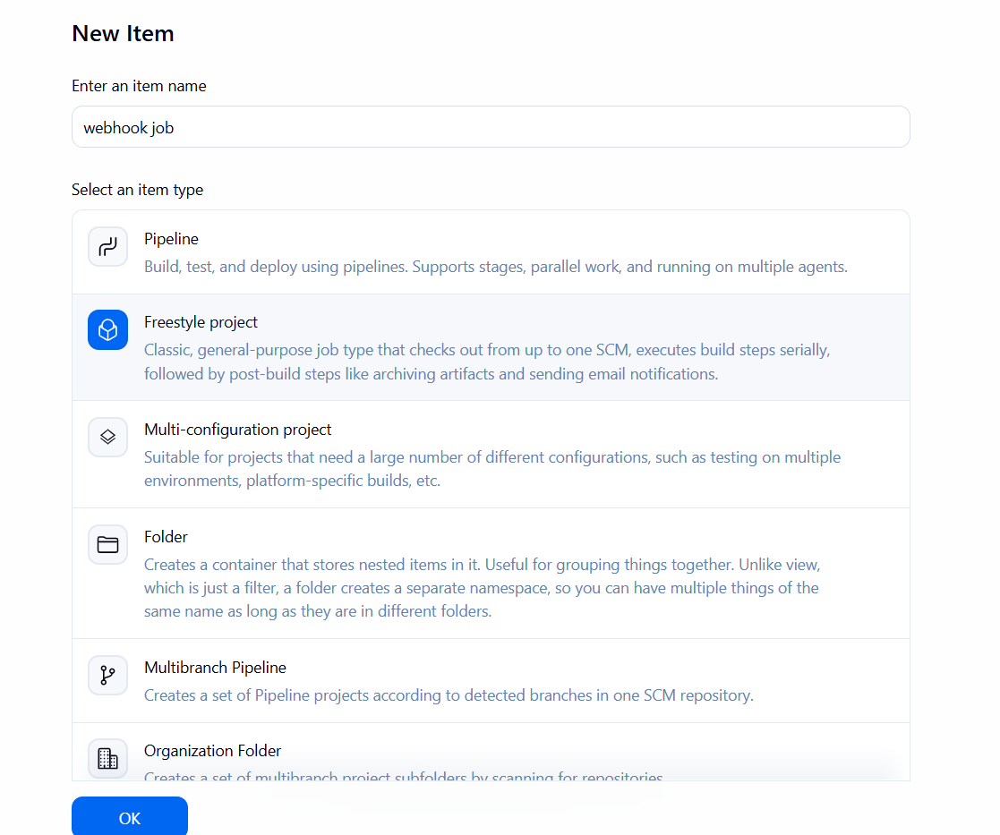 New Item
Enter an item name
webhook job
Select an item type
Pipeline
Build, test, and deploy using pipelines. Supports stages, parallel work, and running on multiple agents.
Freestyle project
Classic, general-purpose job type that checks out from up to one SCM, executes build steps serially,
followed by post-build steps like archiving artifacts and sending email notifications.
Multi-configuration project
Suitable for projects that need a large number of different configurations, such as testing on multiple
environments, platform-specific builds, etc.
Folder
Creates a container that stores nested items in it. Useful for grouping things together. Unlike view,
which is just a filter, a folder creates a separate namespace, so you can have multiple things of the
same name as long as they are in different folders.
Multibranch Pipeline
Creates a set of Pipeline projects according to detected branches in one SCM repository.
Organization Folder
Creates a set of multibranch project subfolders by scanning for repositories.
OK